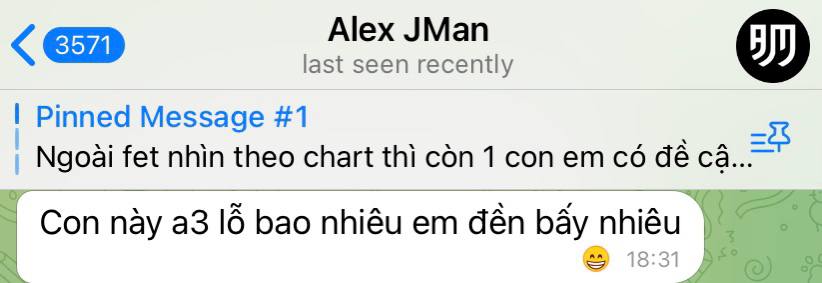 3571
Alex JMan
last seen recently
Pinned Message #1
Ngoài fet nhìn theo chart thì còn 1 con em có đề cậ...
Con này a3 lỗ bao nhiêu em đền bấy nhiêu
18:31